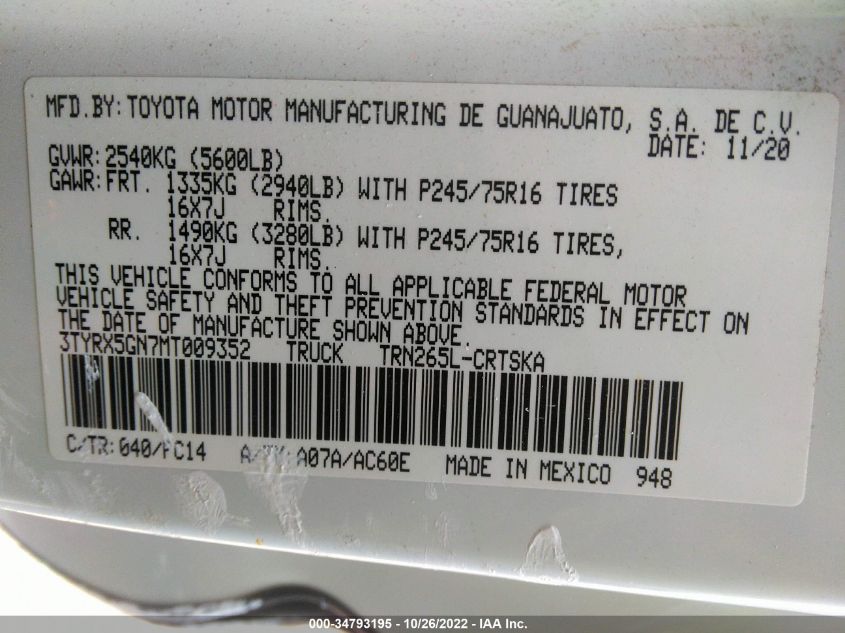 MFD.BY: TOYOTA MOTOR MANUFACTURING DE GUANAJUATO, S.A. DE C.V.
DATE: 11/20
GVWR: 2540KG (5600LB)
GAWR: FRT. 1335KG (2940LB) WITH P245/75R16 TIRES
16X7J RIMS.
RR. 1490KG (3280LB) WITH P245/75R16 TIRES,
16X7J RIMS.
THIS VEHICLE CONFORMS TO ALL APPLICABLE FEDERAL MOTOR
VEHICLE SAFETY AND THEFT PREVENTION STANDARDS IN EFFECT ON
THE DATE OF MANUFACTURE SHOWN ABOVE.
3TYRX5GN7MT009352 TRUCK TRN265L-CRTSKA
C/TR: 040/FC14 A07A/AC60E MADE IN MEXICO 948
000-34793195 - 10/26/2022 - IAA Inc.